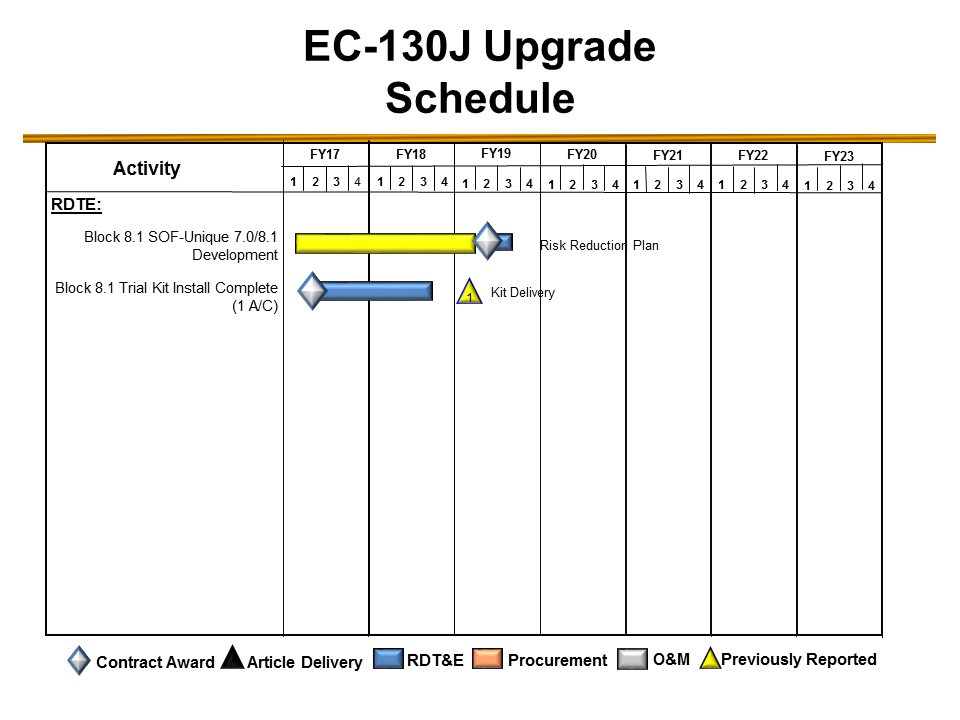 EC-130J Upgrade
Schedule
Activity
FY17 FY18 FY19 FY20 FY21 FY22 FY23
1 2 3 4 1 2 3 4 1 2 3 4 1 2 3 4 1 2 3 4 1 2 3 4 1 2 3 4
RDTE:
Block 8.1 SOF-Unique 7.0/8.1
Development
Risk Reduction Plan
Block 8.1 Trial Kit Install Complete
(1 A/C)
1
Kit Delivery
Contract Award Article Delivery RDT&E Procurement O&M Previously Reported